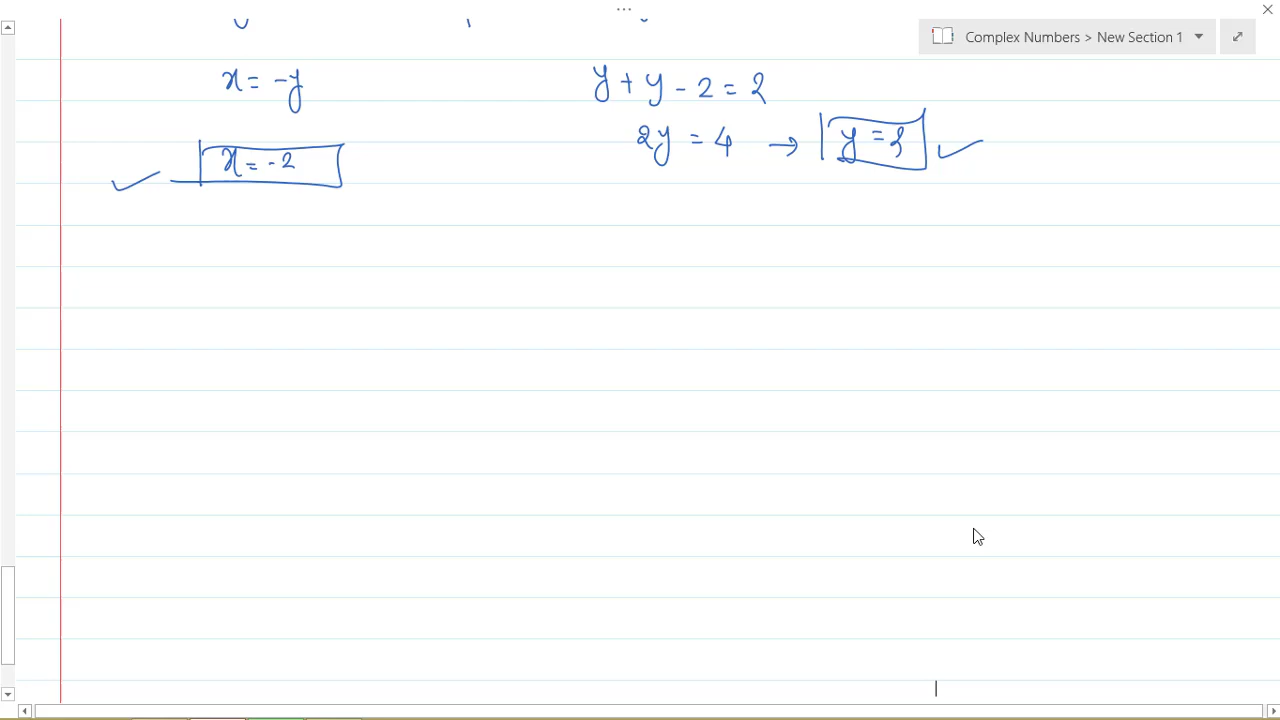 Complex Numbers > New Section 1
x = -y
y + y - 2 = 2
2y = 4 → y = 2 ✓
✓ x = -2